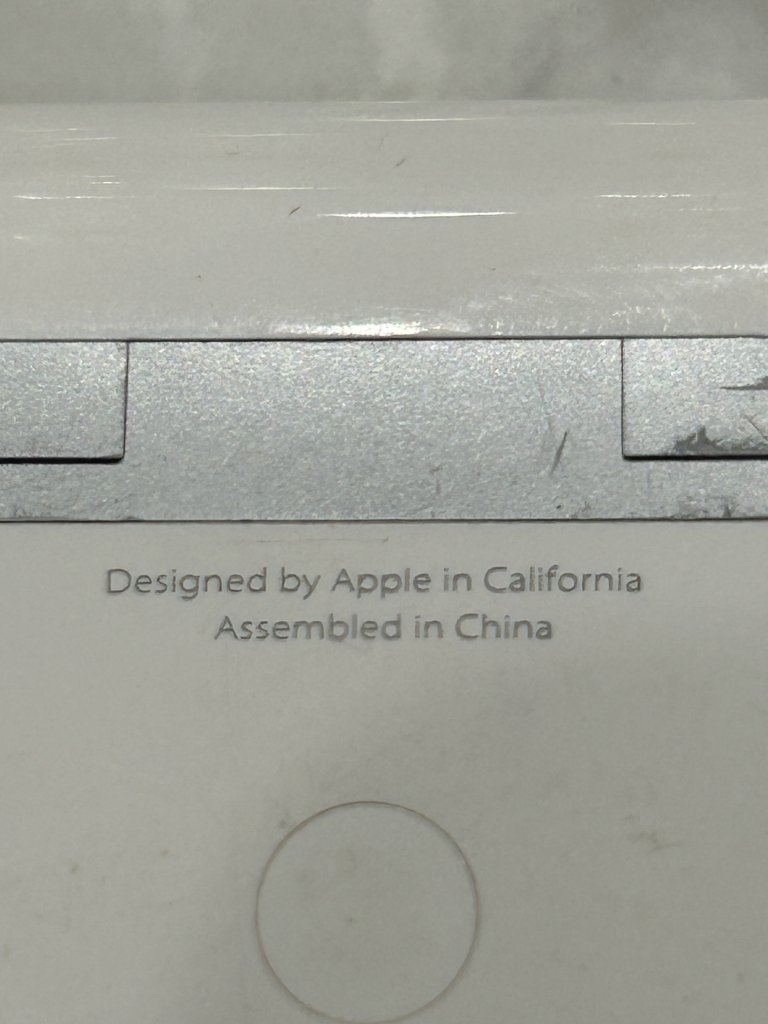 Designed by Apple in California
Assembled in China